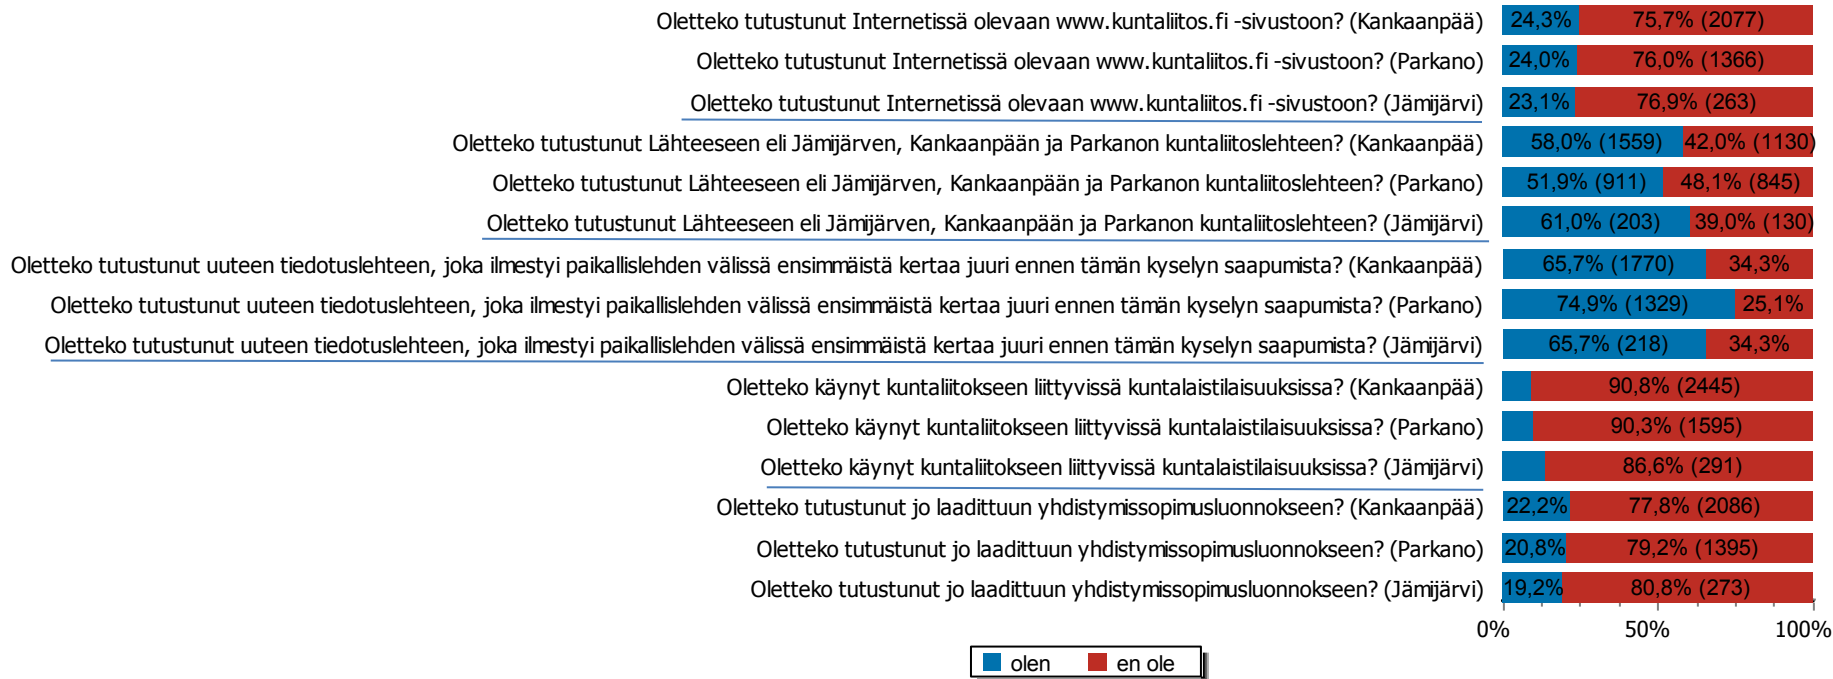 Oletteko tutustunut Internetissä olevaan www.kuntaliitos.fi -sivustoon? (Kankaanpää) 24,3% 75,7% (2077)
Oletteko tutustunut Internetissä olevaan www.kuntaliitos.fi -sivustoon? (Parkano) 24,0% 76,0% (1366)
Oletteko tutustunut Internetissä olevaan www.kuntaliitos.fi -sivustoon? (Jämijärvi) 23,1% 76,9% (263)
Oletteko tutustunut Lähteeseen eli Jämijärven, Kankaanpään ja Parkanon kuntaliitoslehteen? (Kankaanpää) 58,0% (1559) 42,0% (1130)
Oletteko tutustunut Lähteeseen eli Jämijärven, Kankaanpään ja Parkanon kuntaliitoslehteen? (Parkano) 51,9% (911) 48,1% (845)
Oletteko tutustunut Lähteeseen eli Jämijärven, Kankaanpään ja Parkanon kuntaliitoslehteen? (Jämijärvi) 61,0% (203) 39,0% (130)
Oletteko tutustunut uuteen tiedotuslehteen, joka ilmestyi paikallislehden välissä ensimmäistä kertaa juuri ennen tämän kyselyn saapumista? (Kankaanpää) 65,7% (1770) 34,3%
Oletteko tutustunut uuteen tiedotuslehteen, joka ilmestyi paikallislehden välissä ensimmäistä kertaa juuri ennen tämän kyselyn saapumista? (Parkano) 74,9% (1329) 25,1%
Oletteko tutustunut uuteen tiedotuslehteen, joka ilmestyi paikallislehden välissä ensimmäistä kertaa juuri ennen tämän kyselyn saapumista? (Jämijärvi) 65,7% (218) 34,3%
Oletteko käynyt kuntaliitokseen liittyvissä kuntalaistilaisuuksissa? (Kankaanpää) 90,8% (2445)
Oletteko käynyt kuntaliitokseen liittyvissä kuntalaistilaisuuksissa? (Parkano) 90,3% (1595)
Oletteko käynyt kuntaliitokseen liittyvissä kuntalaistilaisuuksissa? (Jämijärvi) 86,6% (291)
Oletteko tutustunut jo laadittuun yhdistymissopimusluonnokseen? (Kankaanpää) 22,2% 77,8% (2086)
Oletteko tutustunut jo laadittuun yhdistymissopimusluonnokseen? (Parkano) 20,8% 79,2% (1395)
Oletteko tutustunut jo laadittuun yhdistymissopimusluonnokseen? (Jämijärvi) 19,2% 80,8% (273)
0% 50% 100%
olen en ole